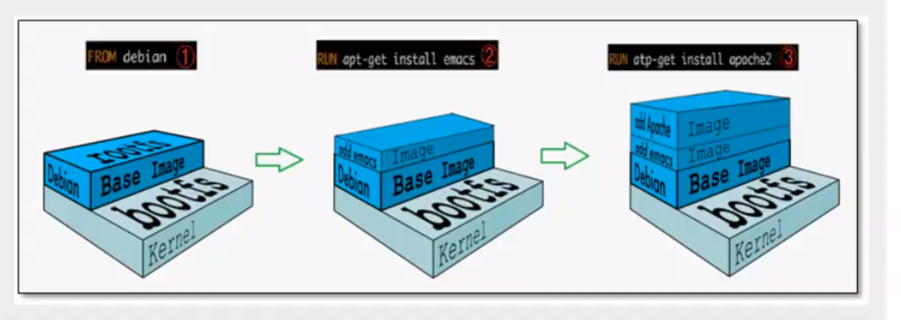 FROM debian ①
RUN apt-get install emacs ②
RUN atp-get install apache2 ③
rootfs
Debian
Base Image
bootfs
Kernel
add emacs
Image
Debian
Base Image
bootfs
Kernel
add Apache
Image
add emacs
Image
Debian
Base Image
bootfs
Kernel